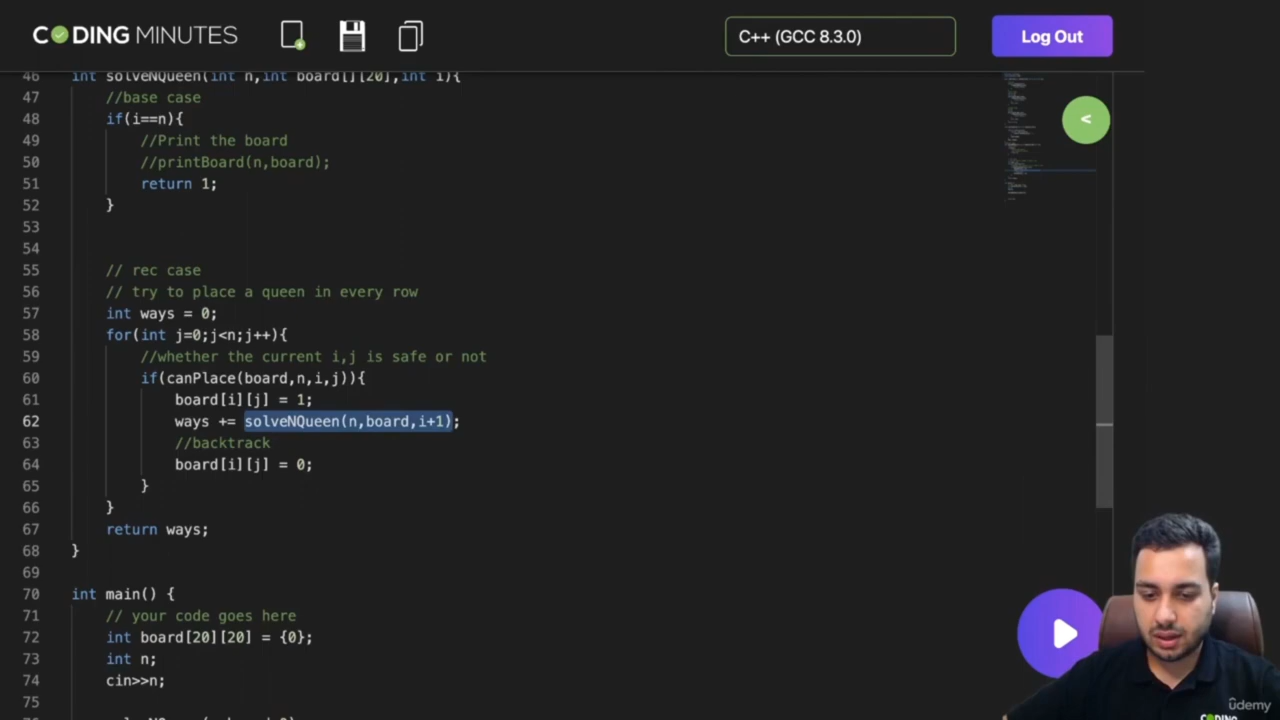 CODING MINUTES
C++ (GCC 8.3.0)
Log Out
<
46 int solveNQueen(int n,int board[][20],int i){
47 //base case
48 if(i==n){
49 //Print the board
50 //printBoard(n,board);
51 return 1;
52 }
53
54
55 // rec case
56 // try to place a queen in every row
57 int ways = 0;
58 for(int j=0;j<n;j++){
59 //whether the current i,j is safe or not
60 if(canPlace(board,n,i,j)){
61 board[i][j] = 1;
62 ways += solveNQueen(n,board,i+1);
63 //backtrack
64 board[i][j] = 0;
65 }
66 }
67 return ways;
68 }
69
70 int main() {
71 // your code goes here
72 int board[20][20] = {0};
73 int n;
74 cin>>n;
75
ûdemy
CODING